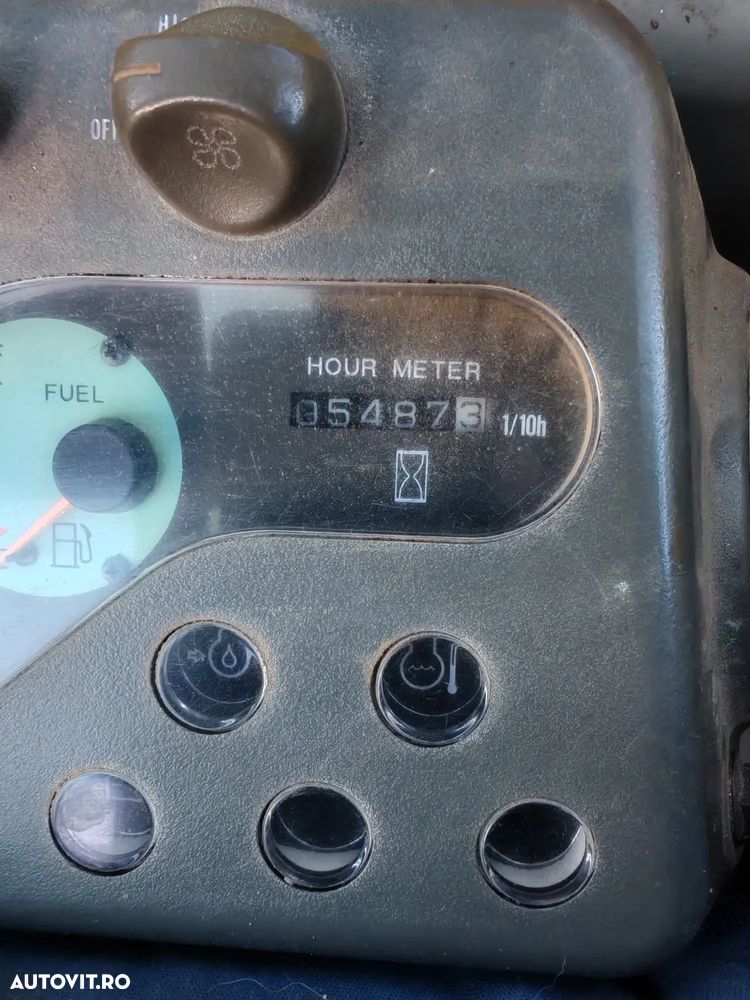 OFF
HOUR METER
FUEL
054873 1/10h
AUTOVIT.RO